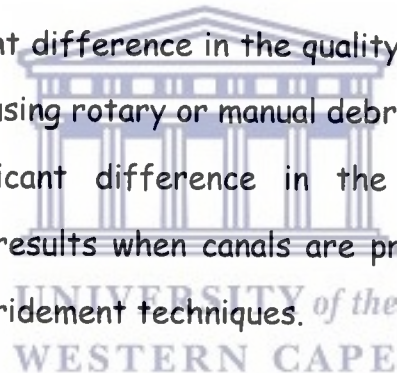 nt difference in the quality
using rotary or manual debr
icant difference in the
results when canals are pr
ridement techniques.
UNIVERSITY of the
WESTERN CAPE